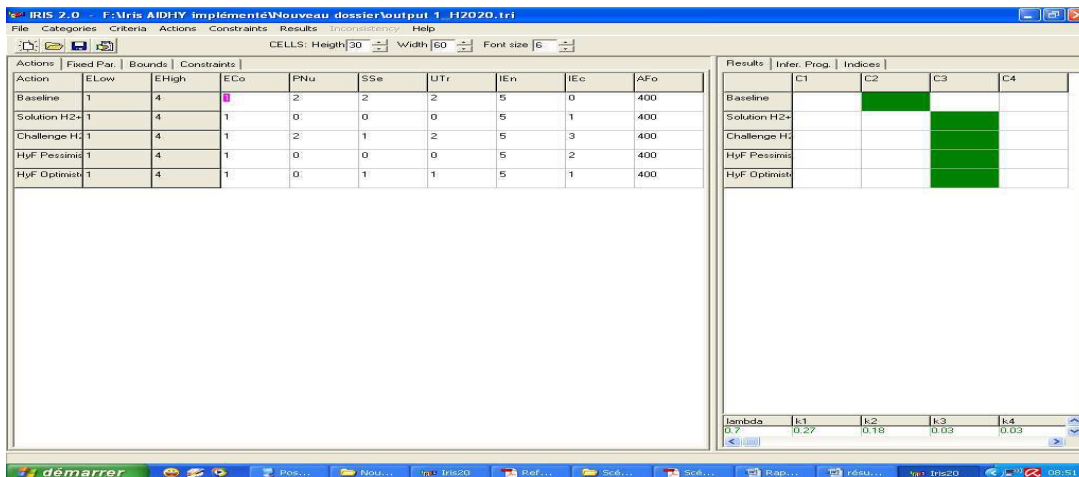 IRIS 2.0 - F:\Iris AIDHY implémenté\Nouveau dossier\output 1_H2020.tri
File Categories Criteria Actions Constraints Results Inconsistency Help
CELLS: Heigth 30 Width 60 Font size 6
Actions Fixed Par. Bounds Constraints
Action ELow EHigh ECo PNu SSe UTr IEn IEc AFo
Baseline 1 4 1 2 2 2 5 0 400
Solution H2+ 1 4 1 0 0 0 5 1 400
Challenge H2 1 4 1 2 1 2 5 3 400
HyF Pessimis 1 4 1 0 0 0 5 2 400
HyF Optimist 1 4 1 0 1 1 5 1 400
Results Infer. Prog. Indices
C1 C2 C3 C4
Baseline
Solution H2+
Challenge H2
HyF Pessimis
HyF Optimist
lambda k1 k2 k3 k4
0.7 0.27 0.18 0.03 0.03
démarrer Pos... Nou... Iris20 Ref... Scé... Scé... Rap... résu... Iris20 08:51